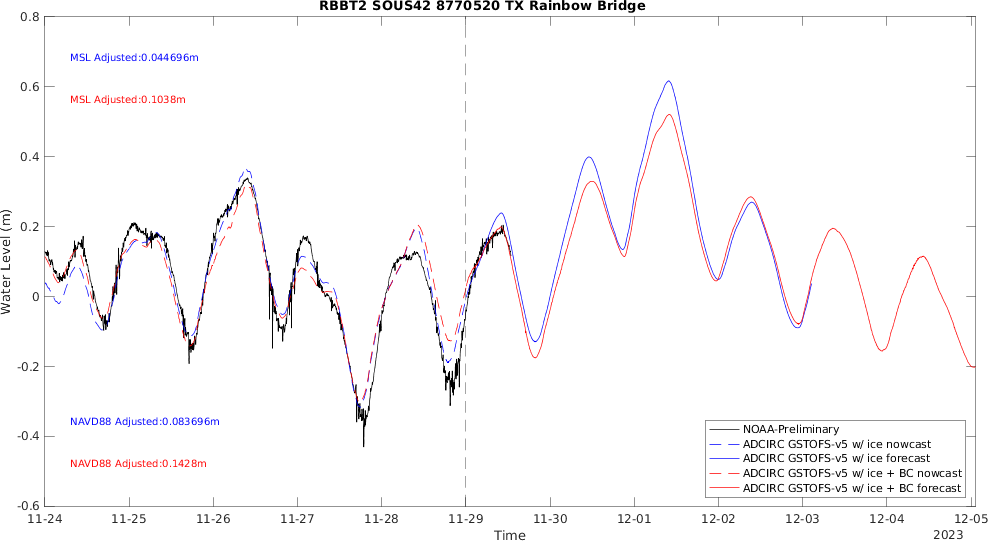 RBBT2 SOUS42 8770520 TX Rainbow Bridge
MSL Adjusted:0.044696m
MSL Adjusted:0.1038m
NAVD88 Adjusted:0.083696m
NAVD88 Adjusted:0.1428m
Water Level (m)
0.8
0.6
0.4
0.2
0
-0.2
-0.4
-0.6
11-24
11-25
11-26
11-27
11-28
11-29
11-30
12-01
12-02
12-03
12-04
12-05
Time
2023
NOAA-Preliminary
ADCIRC GSTOFS-v5 w/ ice nowcast
ADCIRC GSTOFS-v5 w/ ice forecast
ADCIRC GSTOFS-v5 w/ ice + BC nowcast
ADCIRC GSTOFS-v5 w/ ice + BC forecast